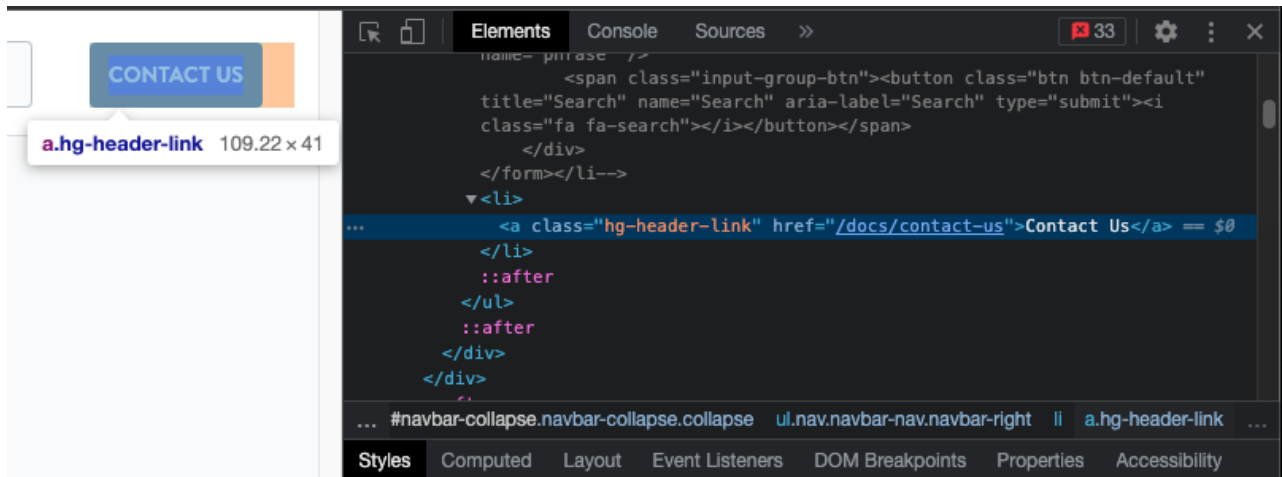 CONTACT US
a.hg-header-link 109.22 × 41
Elements Console Sources » 33
name="phrase" />
<span class="input-group-btn"><button class="btn btn-default"
title="Search" name="Search" aria-label="Search" type="submit"><i
class="fa fa-search"></i></button></span>
</div>
</form></li-->
▼<li>
... <a class="hg-header-link" href="/docs/contact-us">Contact Us</a> == $0
</li>
::after
</ul>
::after
</div>
</div>
... #navbar-collapse.navbar-collapse.collapse ul.nav.navbar-nav.navbar-right li a.hg-header-link ...
Styles Computed Layout Event Listeners DOM Breakpoints Properties Accessibility